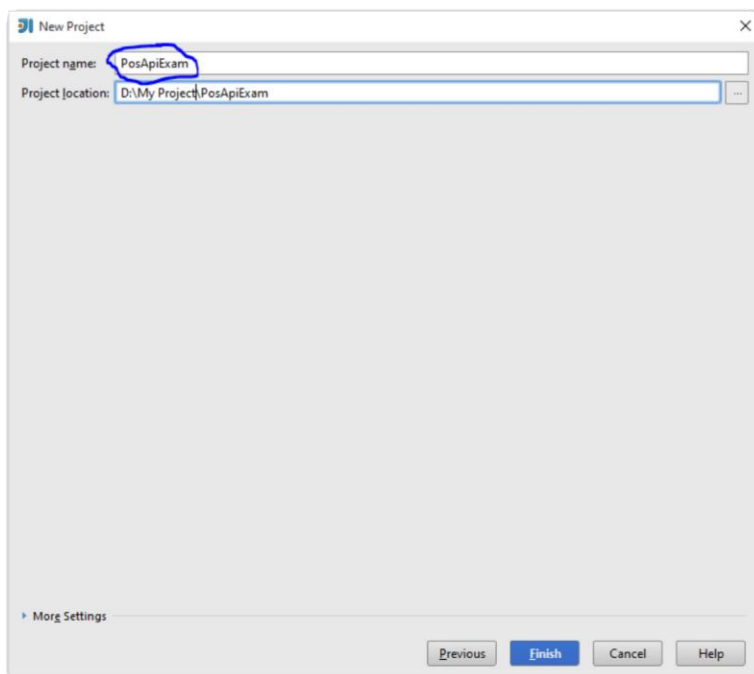 New Project
Project name: PosApiExam
Project location: D:\My Project\PosApiExam ...
More Settings
Previous Finish Cancel Help